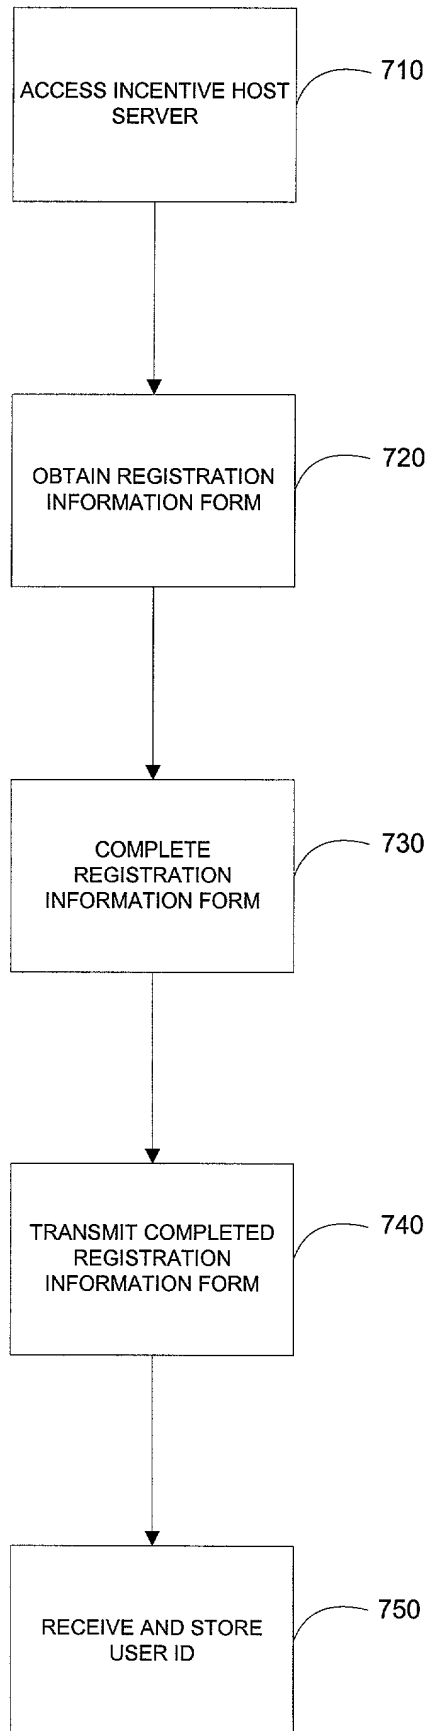 ACCESS INCENTIVE HOST
SERVER
710
OBTAIN REGISTRATION
INFORMATION FORM
720
COMPLETE
REGISTRATION
INFORMATION FORM
730
TRANSMIT COMPLETED
REGISTRATION
INFORMATION FORM
740
RECEIVE AND STORE
USER ID
750